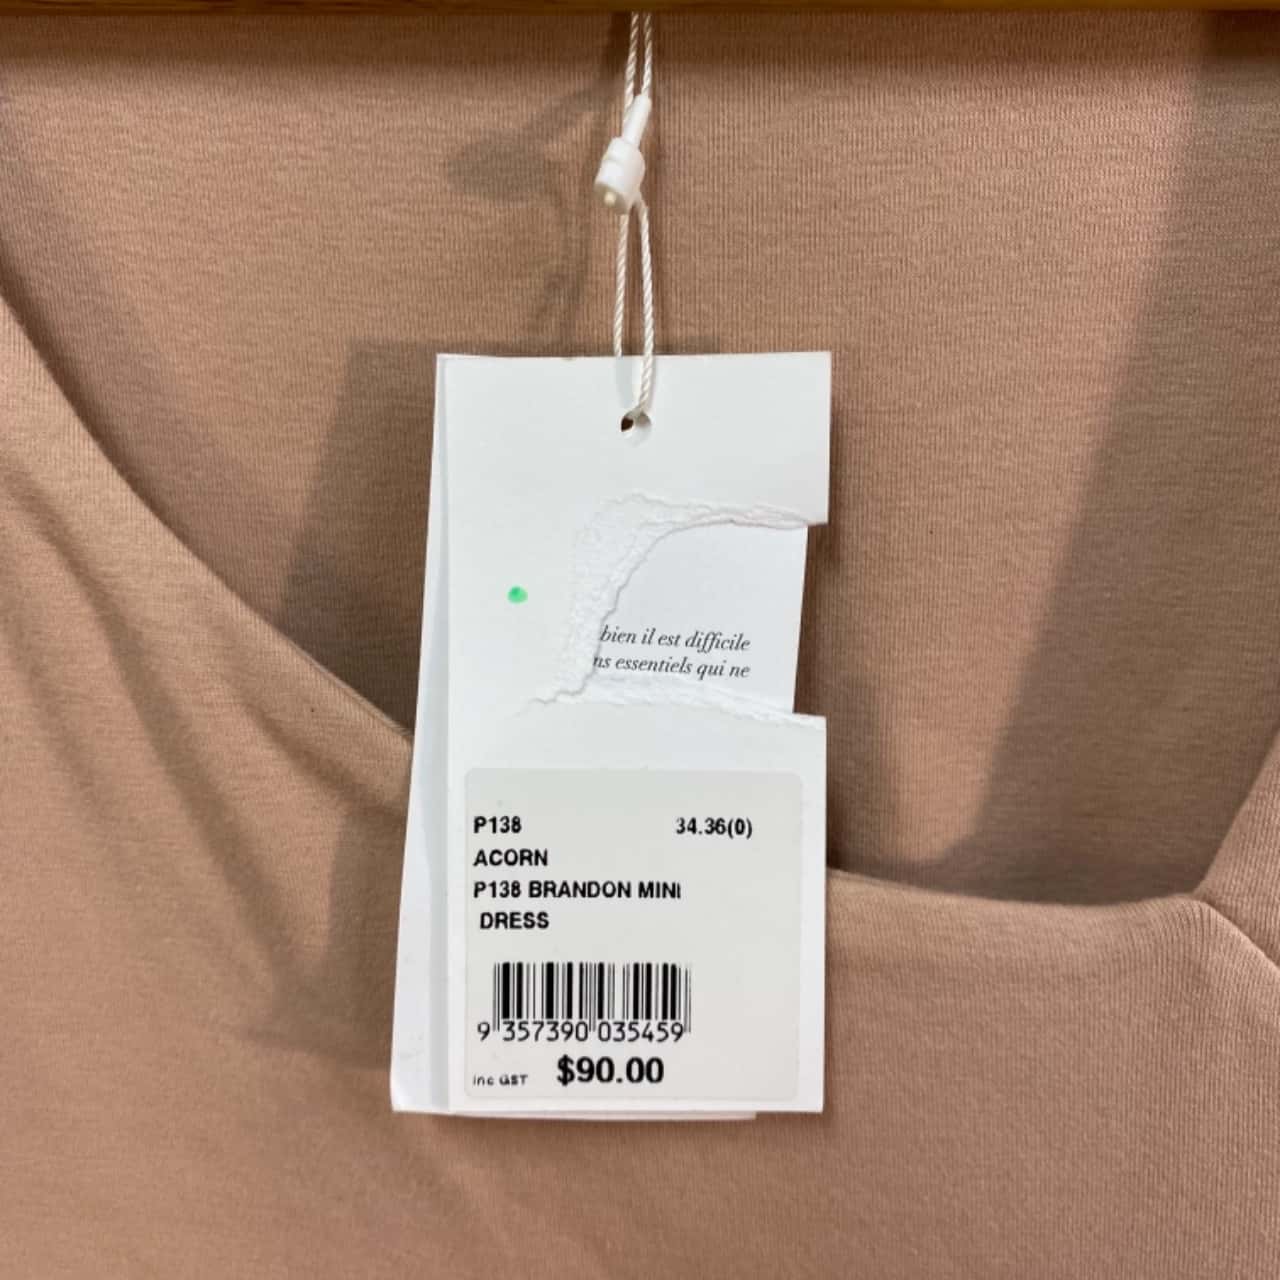 bien il est difficile
ns essentiels qui ne
P138 34.36(0)
ACORN
P138 BRANDON MINI
DRESS
9 357390 035459
inc GST $90.00